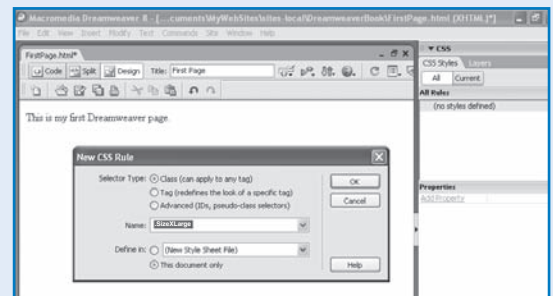 Macromedia Dreamweaver 8 - [...cuments\MyWebSites\sites local\DreamweaverBook\FirstPage.html (XHTML)*]
File Edit View Insert Modify Text Commands Site Window Help
FirstPage.html*
Code Split Design Title: First Page
This is my first Dreamweaver page.
CSS
CSS Styles Layers
All Current
All Rules
(no styles defined)
Properties
Add Property
New CSS Rule
Selector Type: Class (can apply to any tag) OK
Tag (redefines the look of a specific tag)
Advanced (IDs, pseudo-class selectors) Cancel
Name: .SizeXLarge
Define in: (New Style Sheet File)
This document only Help